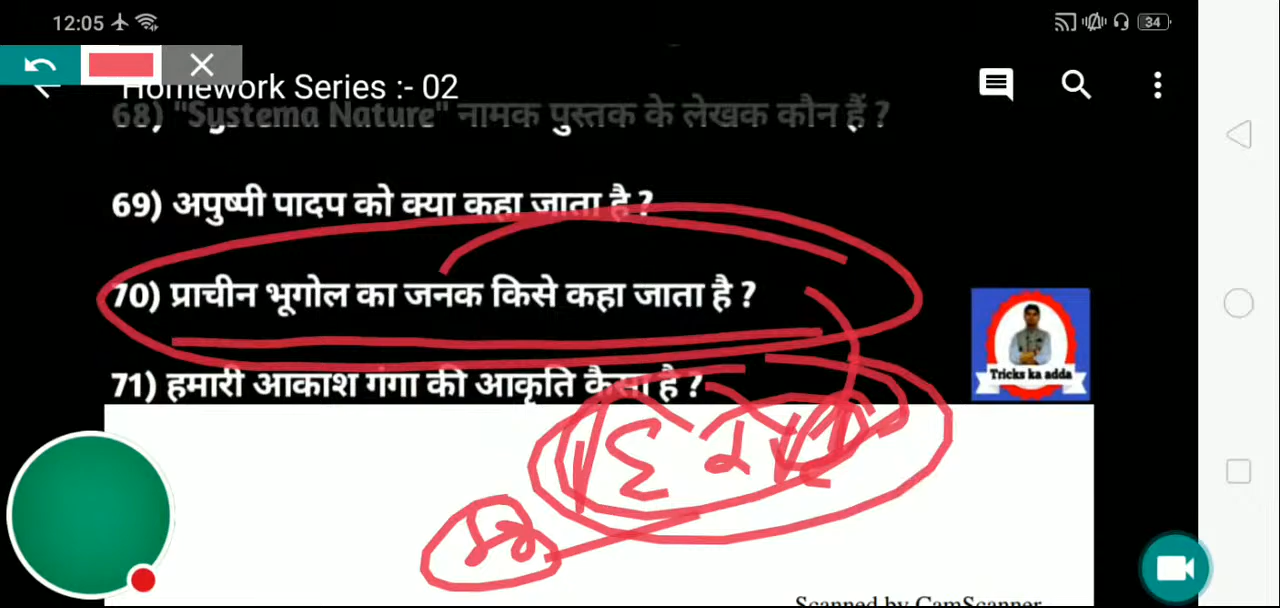 12:05
34
Homework Series :- 02
68) "Systema Nature" नामक पुस्तक के लेखक कौन हैं ?
69) अपुष्पी पादप को क्या कहा जाता है ?
70) प्राचीन भूगोल का जनक किसे कहा जाता है ?
71) हमारी आकाश गंगा की आकृति कैसा है ?
Tricks ka adda
Scanned by CamScanner